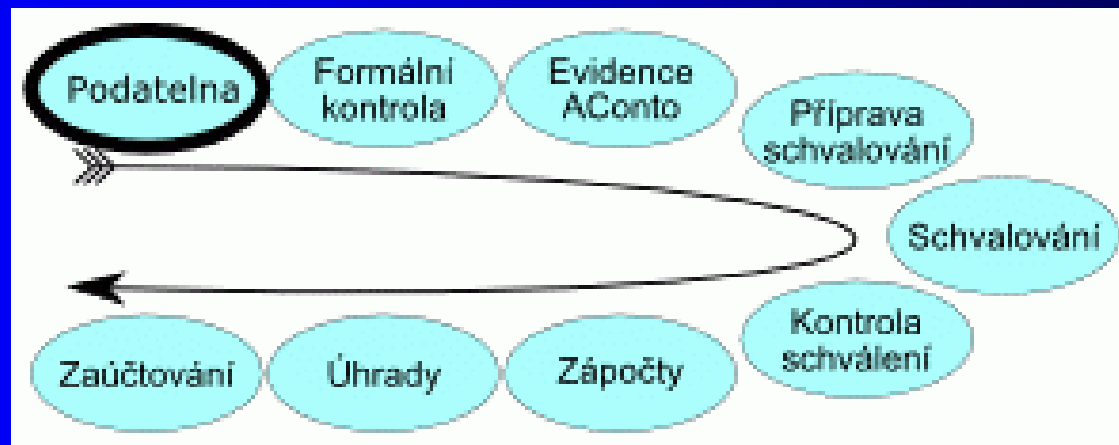 Podatelna
Formální
kontrola
Evidence
AConto
Příprava
schvalování
Schvalování
Kontrola
schválení
Zápočty
Úhrady
Zaúčtování